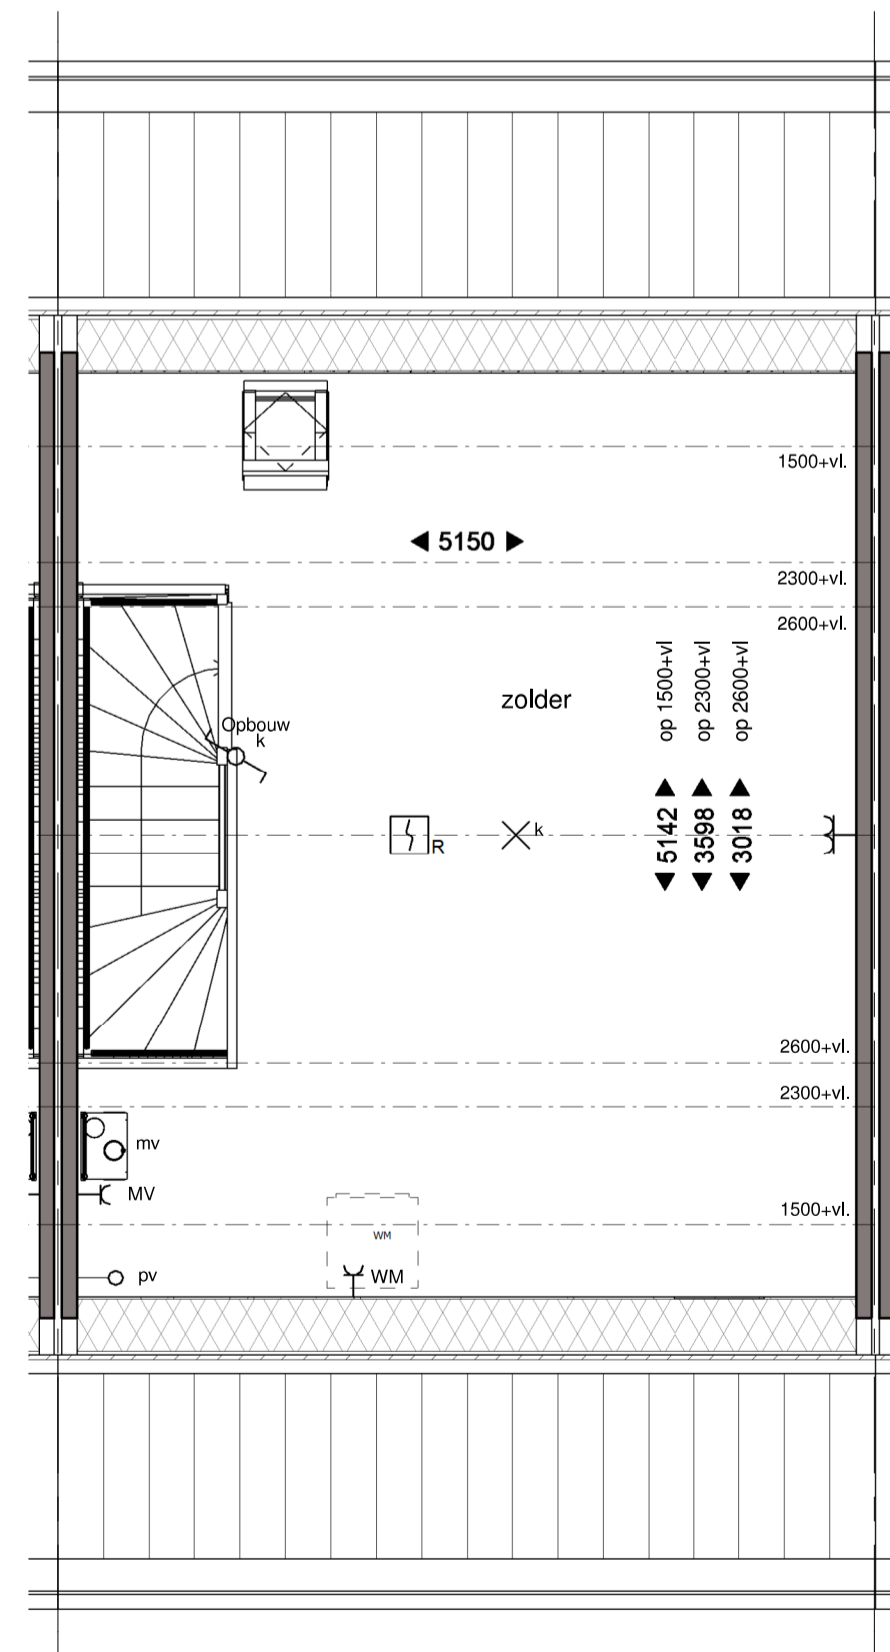 1500+vl.
5150
2300+vl.
2600+vl.
op 1500+vl
op 2300+vl
op 2600+vl
zolder
Opbouw
k
5142
3598
3018
R
k
2600+vl.
2300+vl.
mv
MV
1500+vl.
WM
WM
pv